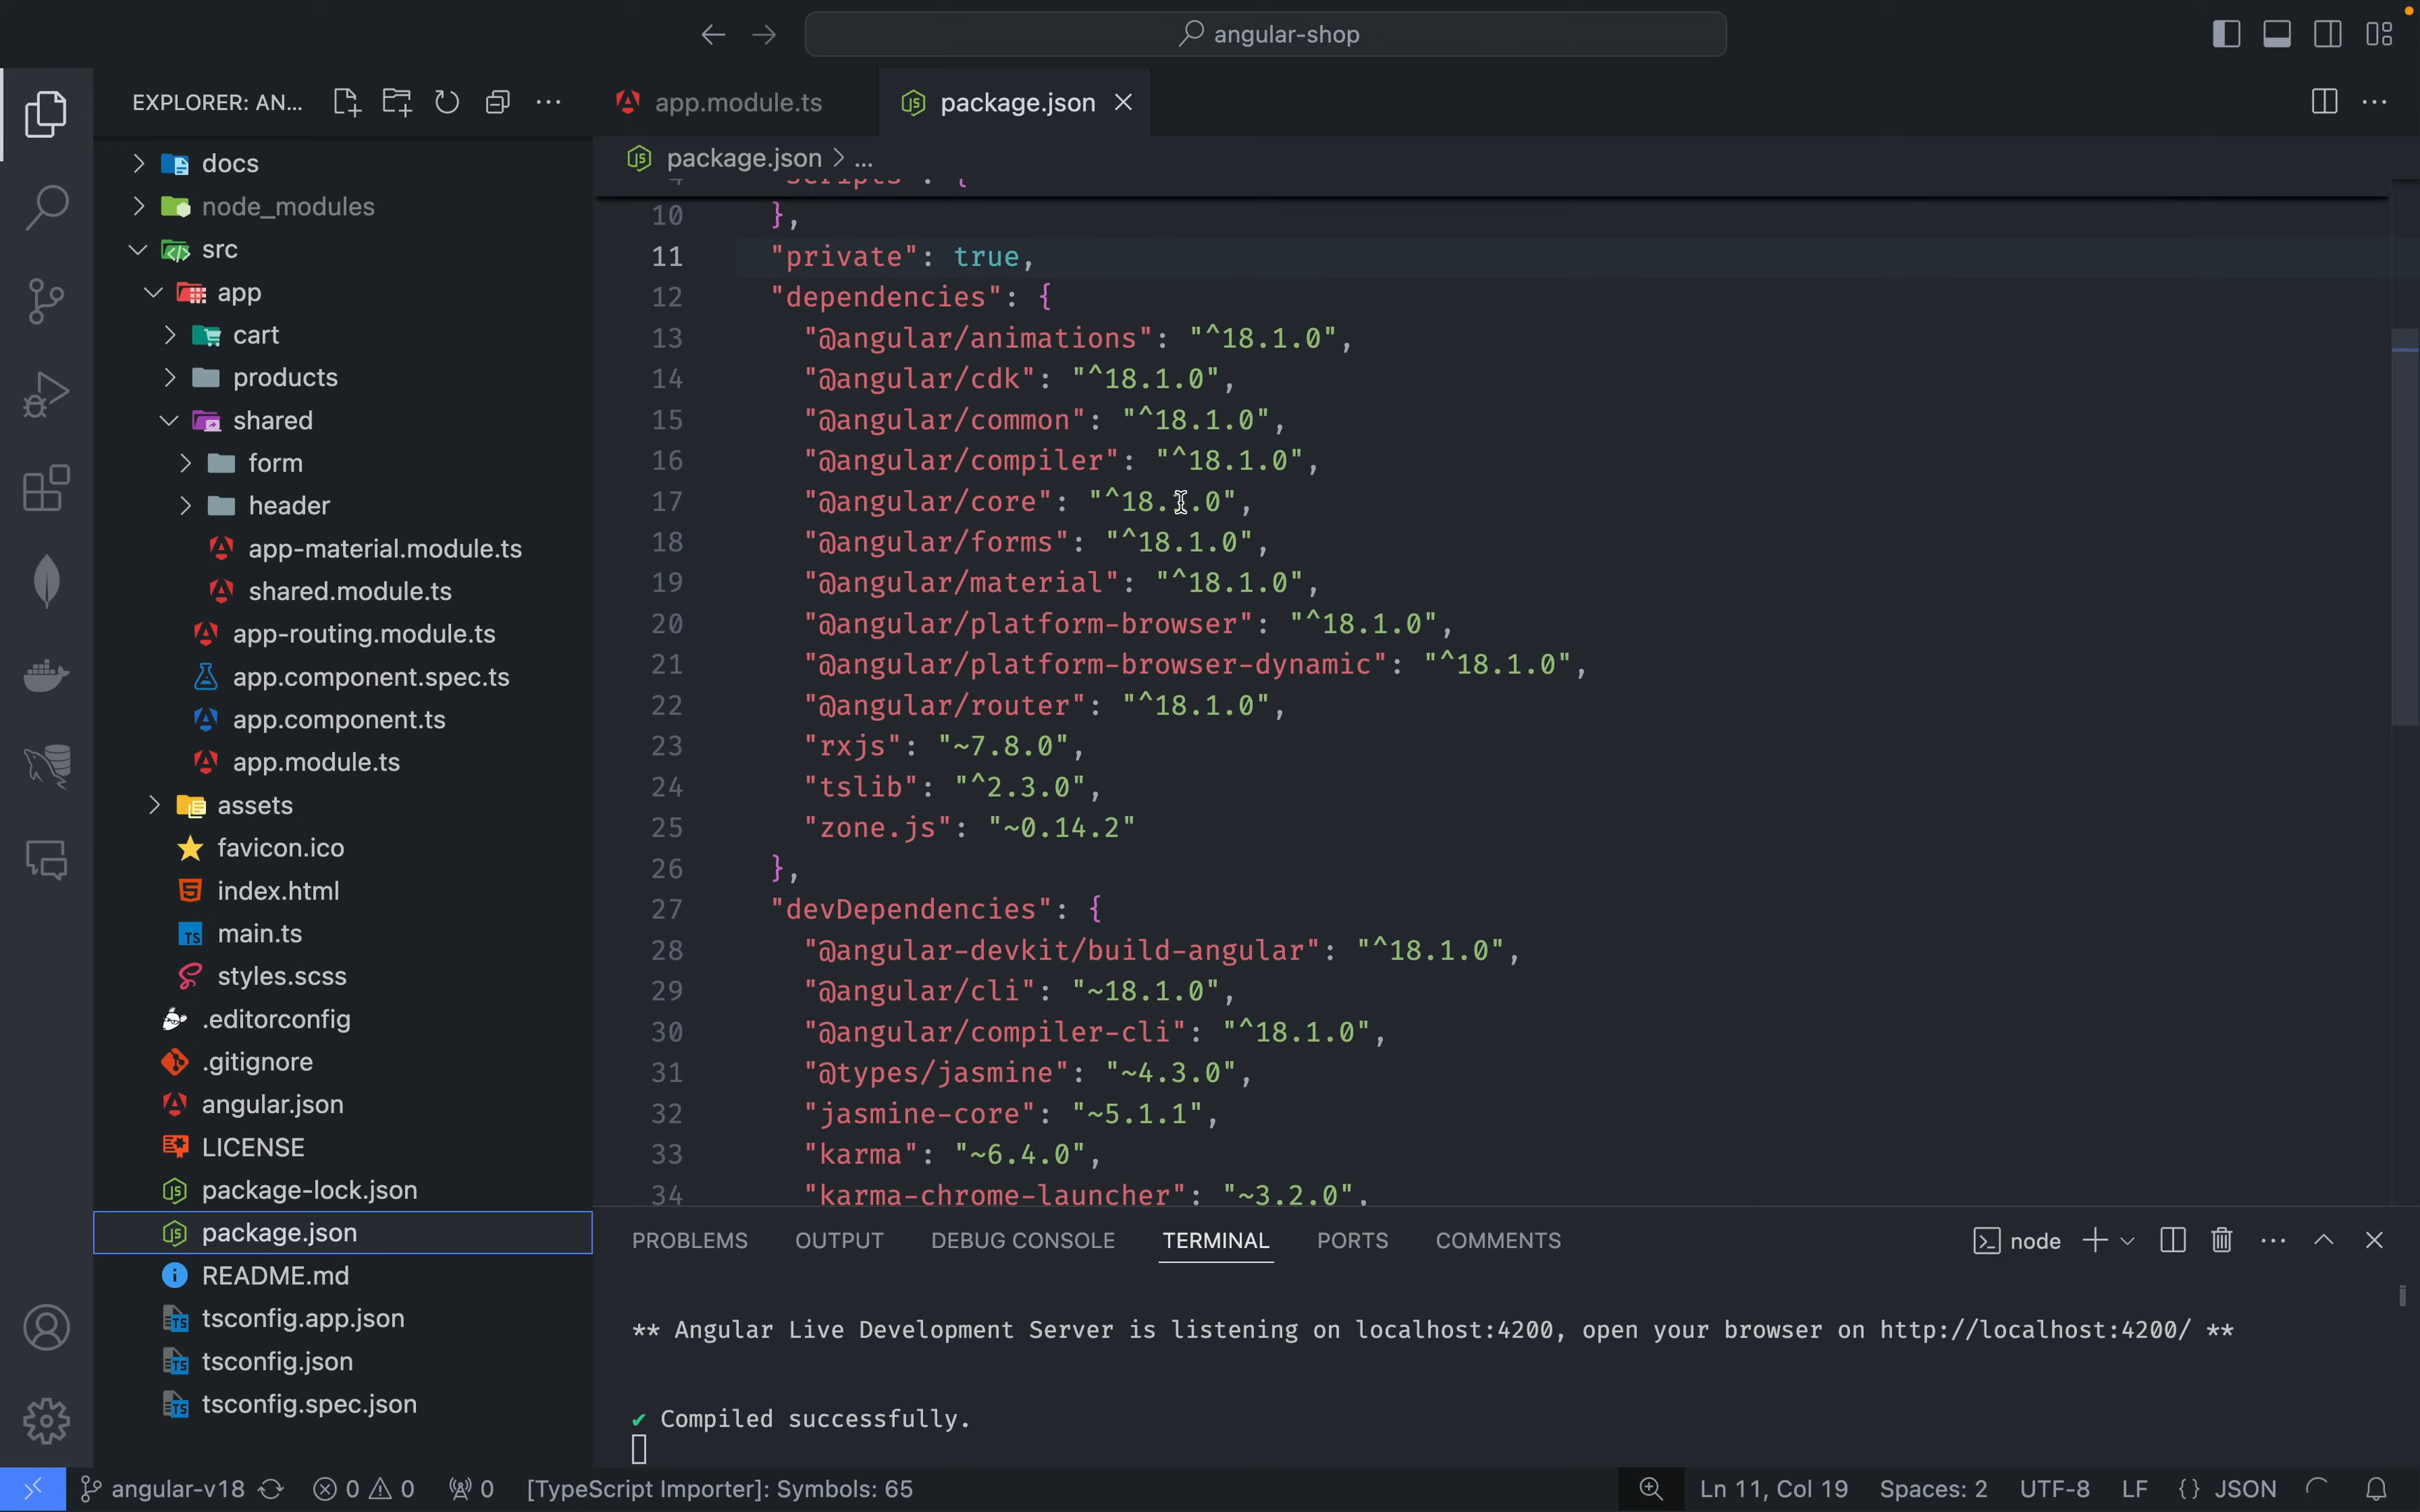 angular-shop
EXPLORER: AN...
docs
node_modules
src
app
cart
products
shared
form
header
app-material.module.ts
shared.module.ts
app-routing.module.ts
app.component.spec.ts
app.component.ts
app.module.ts
assets
favicon.ico
index.html
main.ts
styles.scss
.editorconfig
.gitignore
angular.json
LICENSE
package-lock.json
package.json
README.md
tsconfig.app.json
tsconfig.json
tsconfig.spec.json
app.module.ts
package.json
package.json > ...
4 "scripts": {
10 },
11 "private": true,
12 "dependencies": {
13 "@angular/animations": "^18.1.0",
14 "@angular/cdk": "^18.1.0",
15 "@angular/common": "^18.1.0",
16 "@angular/compiler": "^18.1.0",
17 "@angular/core": "^18.1.0",
18 "@angular/forms": "^18.1.0",
19 "@angular/material": "^18.1.0",
20 "@angular/platform-browser": "^18.1.0",
21 "@angular/platform-browser-dynamic": "^18.1.0",
22 "@angular/router": "^18.1.0",
23 "rxjs": "~7.8.0",
24 "tslib": "^2.3.0",
25 "zone.js": "~0.14.2"
26 },
27 "devDependencies": {
28 "@angular-devkit/build-angular": "^18.1.0",
29 "@angular/cli": "~18.1.0",
30 "@angular/compiler-cli": "^18.1.0",
31 "@types/jasmine": "~4.3.0",
32 "jasmine-core": "~5.1.1",
33 "karma": "~6.4.0",
34 "karma-chrome-launcher": "~3.2.0",
PROBLEMS OUTPUT DEBUG CONSOLE TERMINAL PORTS COMMENTS node
** Angular Live Development Server is listening on localhost:4200, open your browser on http://localhost:4200/ **
✔ Compiled successfully.
angular-v18 0 0 0 [TypeScript Importer]: Symbols: 65 Ln 11, Col 19 Spaces: 2 UTF-8 LF {} JSON